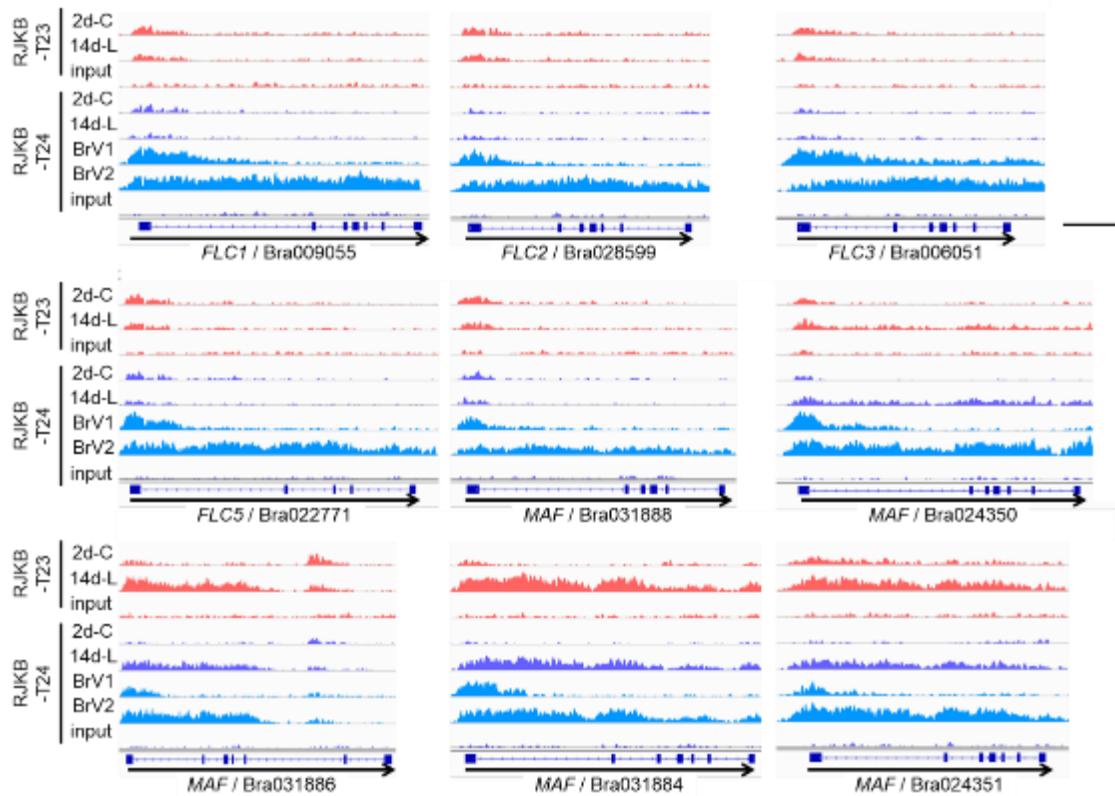 RJKB
-T23
2d-C
14d-L
input
RJKB
-T24
2d-C
14d-L
BrV1
BrV2
input
FLC1 / Bra009055
FLC2 / Bra028599
FLC3 / Bra006051
RJKB
-T23
2d-C
14d-L
input
RJKB
-T24
2d-C
14d-L
BrV1
BrV2
input
FLC5 / Bra022771
MAF / Bra031888
MAF / Bra024350
RJKB
-T23
2d-C
14d-L
input
RJKB
-T24
2d-C
14d-L
BrV1
BrV2
input
MAF / Bra031886
MAF / Bra031884
MAF / Bra024351